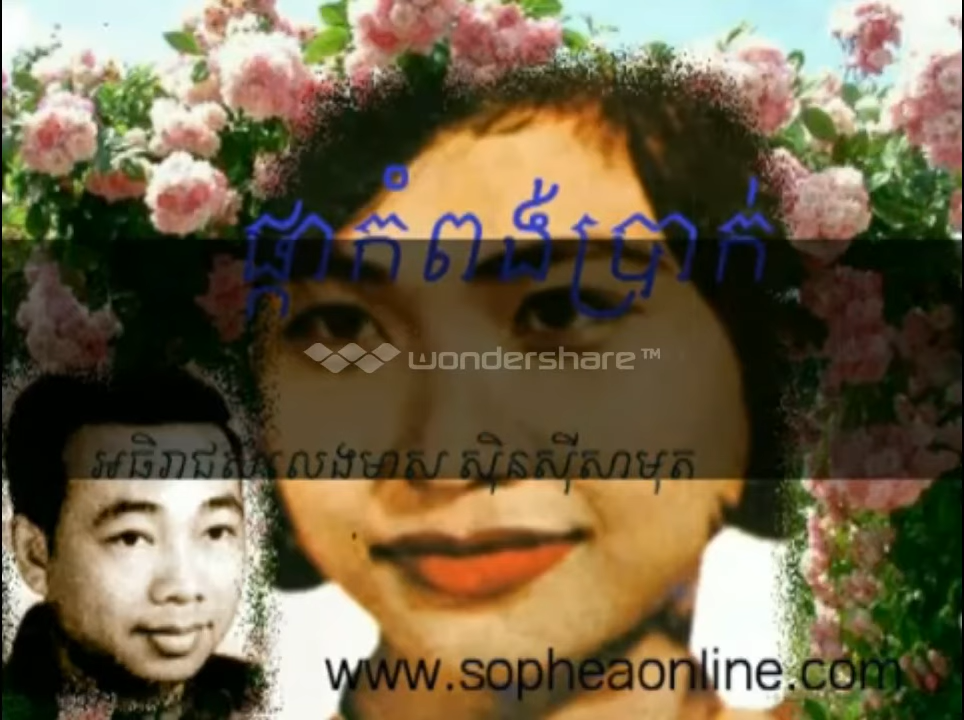 ផ្កាកំពង់ប្រាក់
wondershare™
អធិរាជសំលេងមាស ស៊ិនស៊ីសាមុត
www.sopheaonline.com